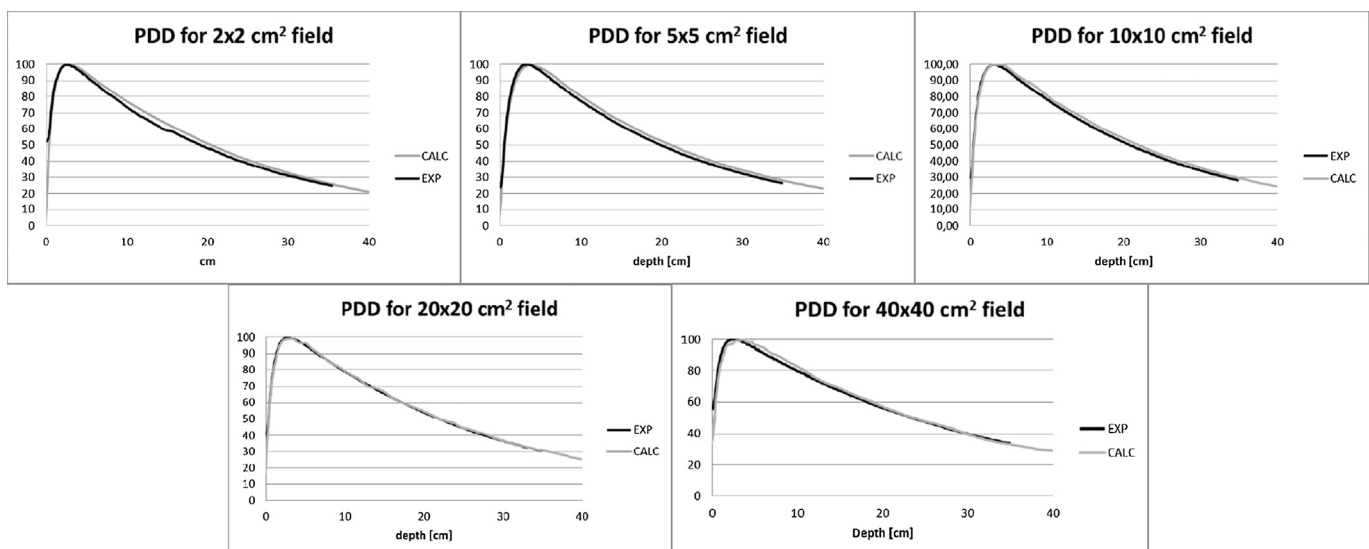 PDD for 2x2 cm² field
100
90
80
70
60
50
40
30
20
10
0
0 10 20 30 40
cm
CALC
EXP
PDD for 5x5 cm² field
100
90
80
70
60
50
40
30
20
10
0
0 10 20 30 40
depth [cm]
CALC
EXP
PDD for 10x10 cm² field
100,00
90,00
80,00
70,00
60,00
50,00
40,00
30,00
20,00
10,00
0,00
0 10 20 30 40
depth [cm]
EXP
CALC
PDD for 20x20 cm² field
100
90
80
70
60
50
40
30
20
10
0
0 10 20 30 40
depth [cm]
EXP
CALC
PDD for 40x40 cm² field
100
80
60
40
20
0
0 10 20 30 40
Depth [cm]
EXP
CALC